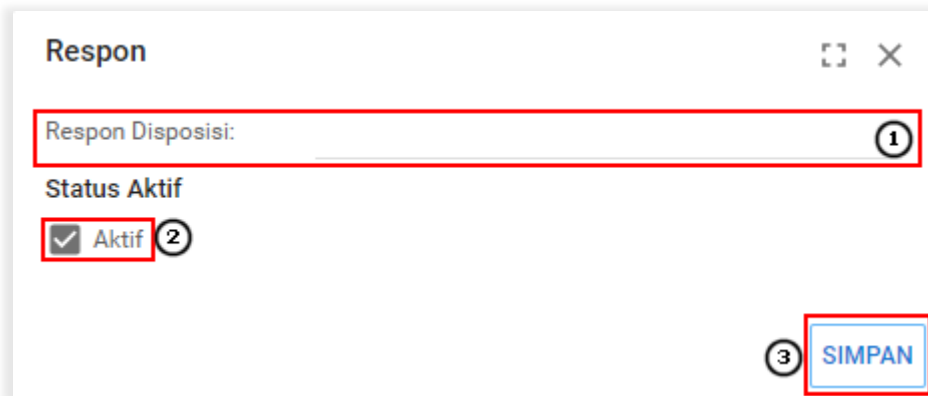 Respon
Respon Disposisi: 1
Status Aktif
Aktif 2
3 SIMPAN